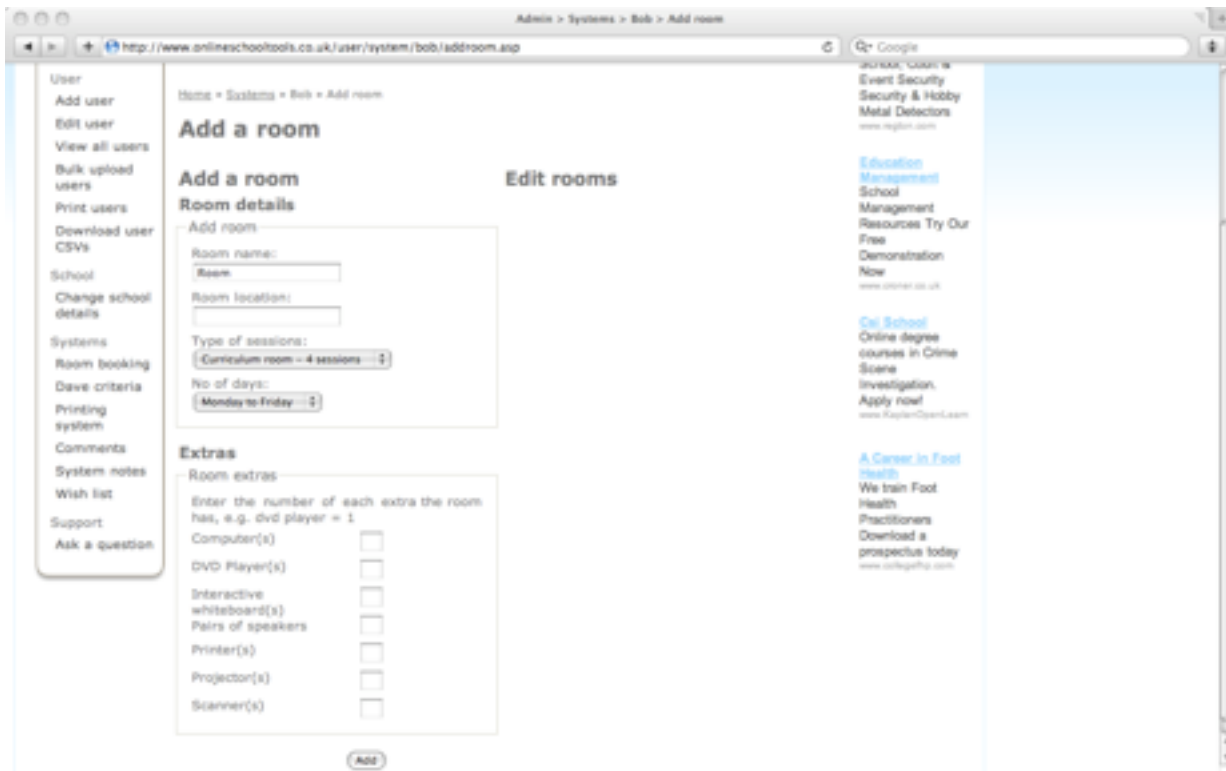 Admin > Systems > Bob > Add room
http://www.onlineschooltools.co.uk/user/system/bob/addroom.asp
Google
User
Add user
Edit user
View all users
Bulk upload
users
Print users
Download user
CSVs
School
Change school
details
Systems
Room booking
Dave criteria
Printing
system
Comments
System notes
Wish list
Support
Ask a question
Home » Systems » Bob » Add room
Add a room
Add a room
Room details
Add room
Room name:
Room
Room location:
Type of sessions:
Curriculum room - 4 sessions
No of days:
Monday to Friday
Extras
Room extras
Enter the number of each extra the room
has, e.g. dvd player = 1
Computer(s)
DVD Player(s)
Interactive
whiteboard(s)
Pairs of speakers
Printer(s)
Projector(s)
Scanner(s)
Add
Edit rooms
Event Security
Security & Hobby
Metal Detectors
Education
Management
School
Management
Resources Try Our
Free
Demonstration
Now
Csi School
Online degree
courses in Crime
Scene
Investigation.
Apply now!
www.KaplanOpenLearn
A Career in Foot
Health
We train Foot
Health
Practitioners
Download a
prospectus today
www.collegefhp.com